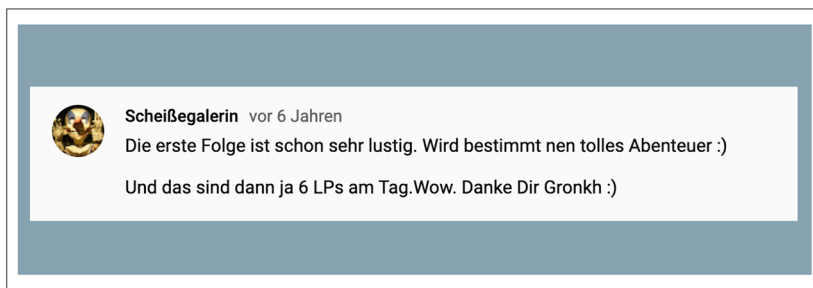 Scheißegalerin vor 6 Jahren
Die erste Folge ist schon sehr lustig. Wird bestimmt nen tolles Abenteuer :)
Und das sind dann ja 6 LPs am Tag.Wow. Danke Dir Gronkh :)